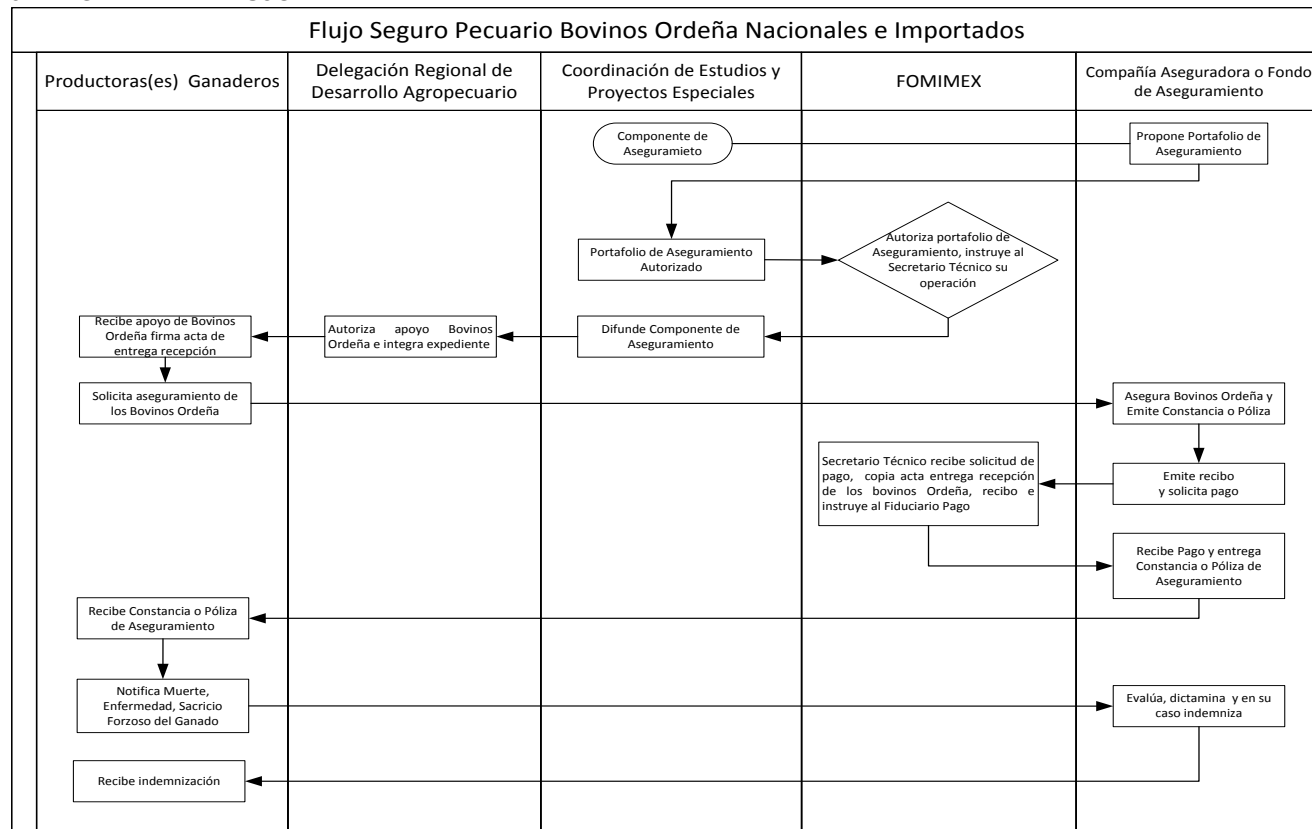 Flujo Seguro Pecuario Bovinos Ordeña Nacionales e Importados
Productoras(es) Ganaderos
Delegación Regional de
Desarrollo Agropecuario
Coordinación de Estudios y
Proyectos Especiales
FOMIMEX
Compañía Aseguradora o Fondo
de Aseguramiento
Componente de
Aseguramieto
Propone Portafolio de
Aseguramiento
Portafolio de Aseguramiento
Autorizado
Autoriza portafolio de
Aseguramiento, instruye al
Secretario Técnico su
operación
Recibe apoyo de Bovinos
Ordeña firma acta de
entrega recepción
Autoriza apoyo Bovinos
Ordeña e integra expediente
Difunde Componente de
Aseguramiento
Solicita aseguramiento de
los Bovinos Ordeña
Asegura Bovinos Ordeña y
Emite Constancia o Póliza
Secretario Técnico recibe solicitud de
pago, copia acta entrega recepción
de los bovinos Ordeña, recibo e
instruye al Fiduciario Pago
Emite recibo
y solicita pago
Recibe Pago y entrega
Constancia o Póliza de
Aseguramiento
Recibe Constancia o Póliza
de Aseguramiento
Notifica Muerte,
Enfermedad, Sacricio
Forzoso del Ganado
Evalúa, dictamina y en su
caso indemniza
Recibe indemnización